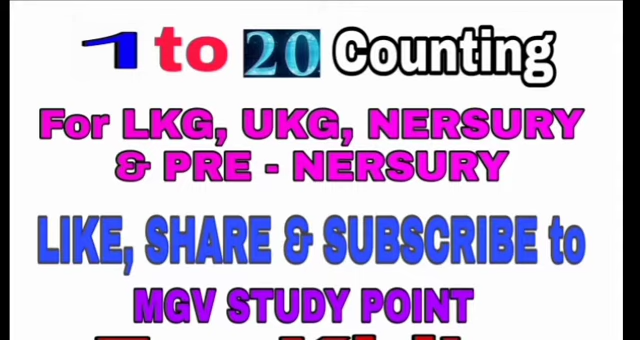 1 to 20 Counting
For LKG, UKG, NERSURY
& PRE - NERSURY
LIKE, SHARE & SUBSCRIBE to
MGV STUDY POINT